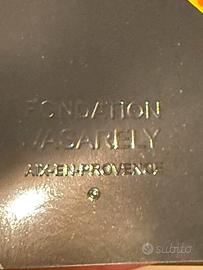 FONDATION
VASARELY
AIX-EN-PROVENCE
©
subito